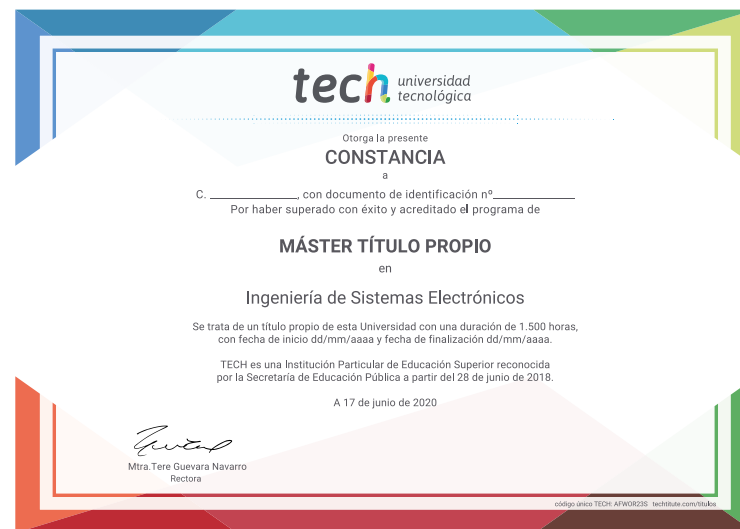 tech universidad
tecnológica
Otorga la presente
CONSTANCIA
a
C. ______________, con documento de identificación nº______________
Por haber superado con éxito y acreditado el programa de
MÁSTER TÍTULO PROPIO
en
Ingeniería de Sistemas Electrónicos
Se trata de un título propio de esta Universidad con una duración de 1.500 horas,
con fecha de inicio dd/mm/aaaa y fecha de finalización dd/mm/aaaa.
TECH es una Institución Particular de Educación Superior reconocida
por la Secretaría de Educación Pública a partir del 28 de junio de 2018.
A 17 de junio de 2020
Mtra.Tere Guevara Navarro
Rectora
código único TECH: AFWOR23S techtitute.com/titulos